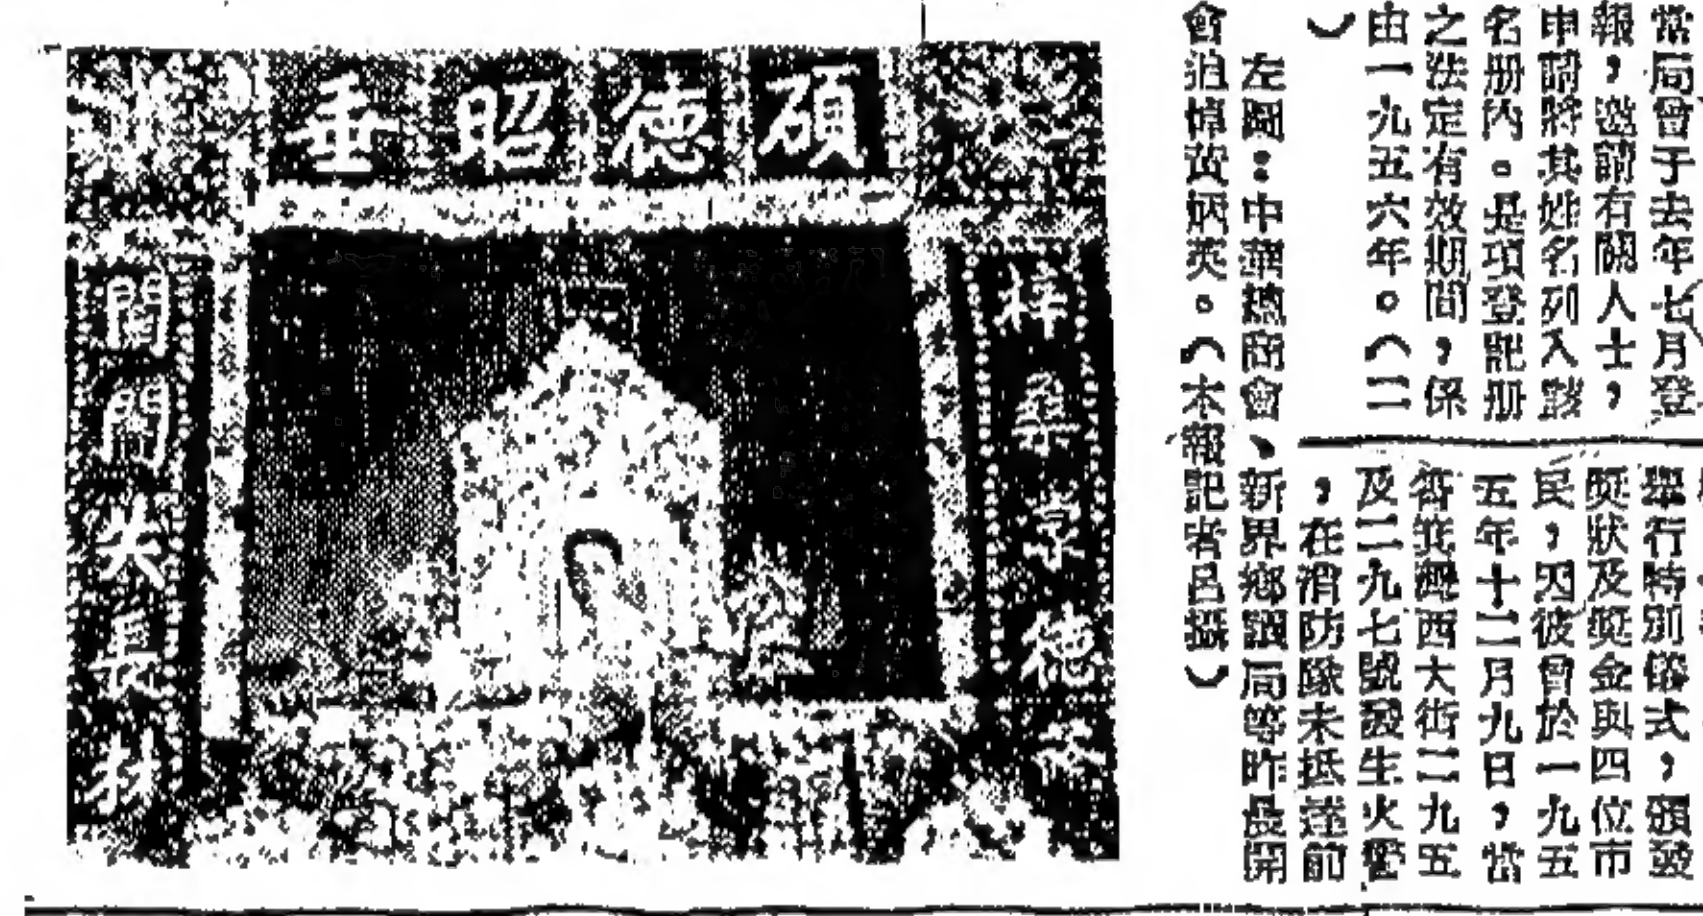 當局曾于去年七月登
報，邀請有關人士，
申請將其姓名列入該
名册內。是項登記册
之法定有效期間，係
由一九五六年。（二
）
舉行特別儀式，頒發
獎狀及獎金與四位市
民，因彼曾於一九五
五年十二月九日，當
筲箕灣西大街二九五
及二九七號發生火警
，在消防隊未抵達前
左圖：中華總商會、新界鄉議局等昨晨開
會追悼黃炳英。（本報記者呂攝）
碩德昭垂
梓桑德
閭閻失長